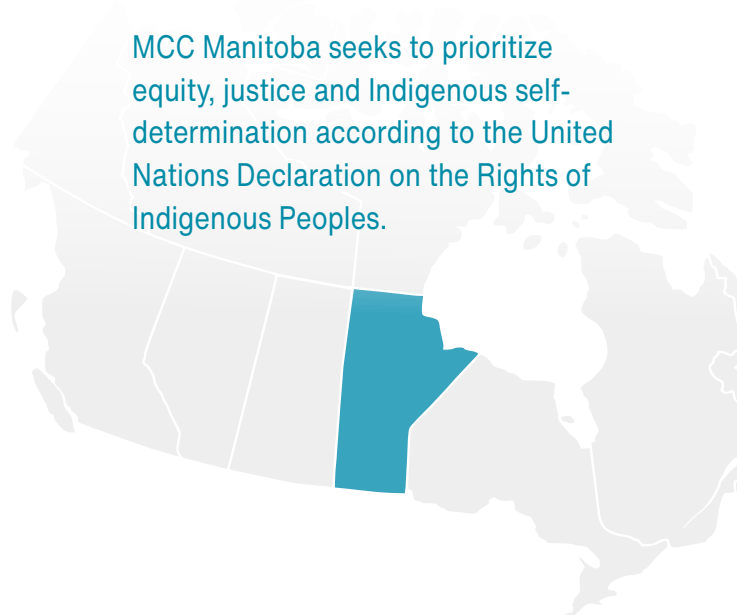 MCC Manitoba seeks to prioritize
equity, justice and Indigenous self-
determination according to the United
Nations Declaration on the Rights of
Indigenous Peoples.